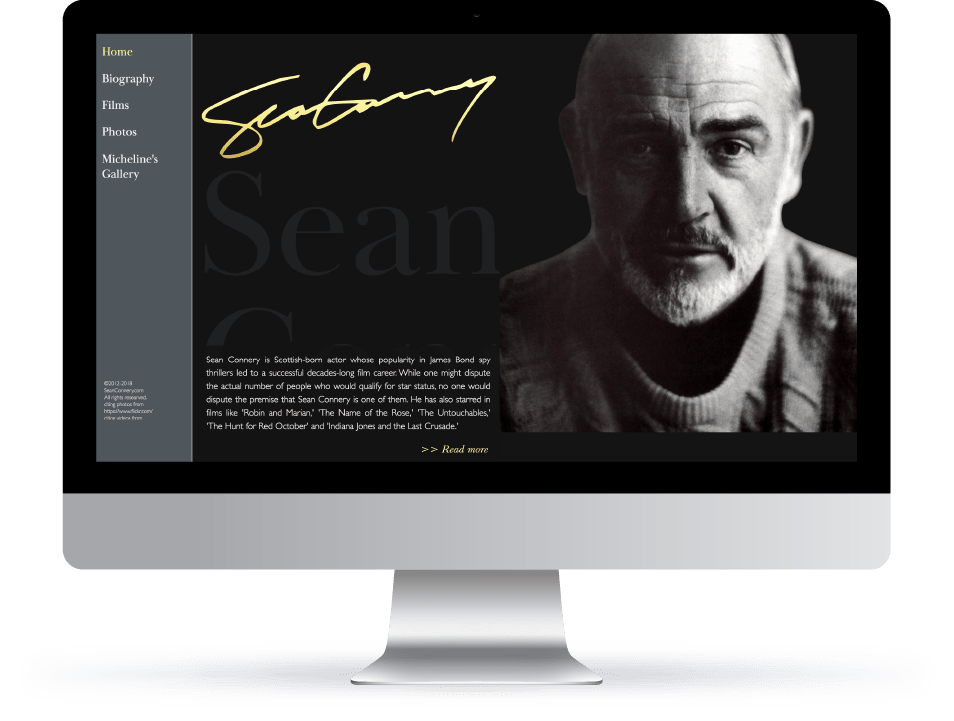 Home
Biography
Films
Photos
Micheline's
Gallery
©2012-2018
SeanConnery.com
All rights researved.
citing photos from
https://www.flickr.com/
Sean Connery
Sean
Conn
Sean Connery is Scottish-born actor whose popularity in James Bond spy
thrillers led to a successful decades-long film career. While one might dispute
the actual number of people who would qualify for star status, no one would
dispute the premise that Sean Connery is one of them. He has also starred in
films like 'Robin and Marian,' 'The Name of the Rose,' 'The Untouchables,'
'The Hunt for Red October' and 'Indiana Jones and the Last Crusade.'
>> Read more